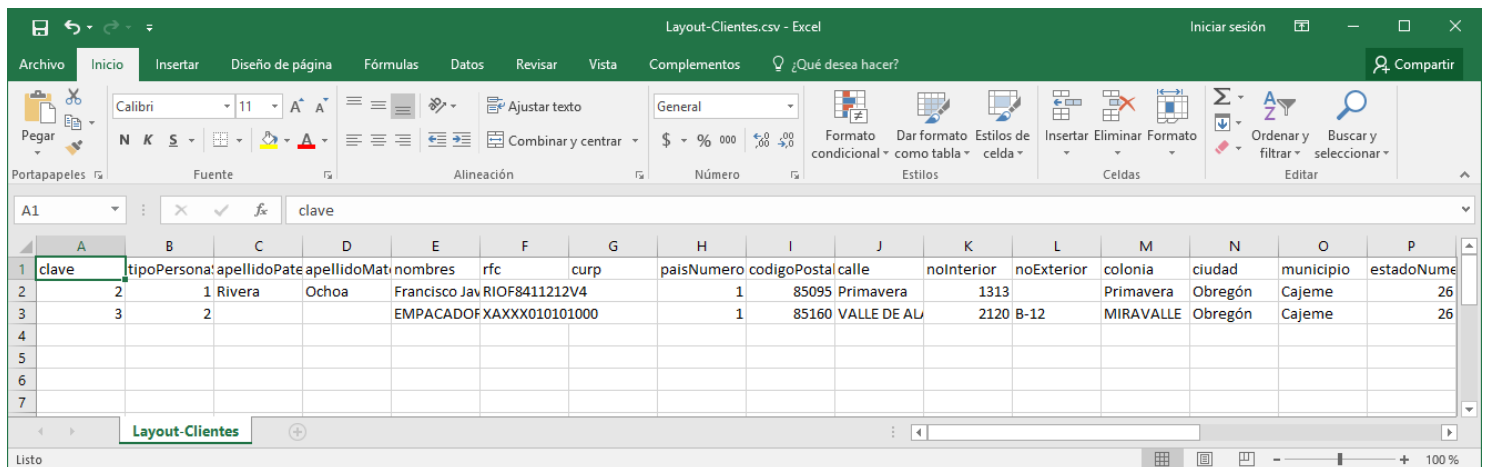 Layout-Clientes.csv - Excel Iniciar sesión
Archivo Inicio Insertar Diseño de página Fórmulas Datos Revisar Vista Complementos ¿Qué desea hacer? Compartir
Pegar
Calibri 11 A A
N K S A
Ajustar texto
Combinar y centrar
General
$ % 000
Formato condicional Dar formato como tabla Estilos de celda
Insertar Eliminar Formato
Ordenar y filtrar Buscar y seleccionar
Portapapeles Fuente Alineación Número Estilos Celdas Editar
A1 fx clave
A B C D E F G H I J K L M N O P
1 clave tipoPersona apellidoPate apellidoMat nombres rfc curp paisNumero codigoPostal calle noInterior noExterior colonia ciudad municipio estadoNume
2 2 1 Rivera Ochoa Francisco Jav RIOF8411212V4 1 85095 Primavera 1313 Primavera Obregón Cajeme 26
3 3 2 EMPACADOR XAXXX010101000 1 85160 VALLE DE ALA 2120 B-12 MIRAVALLE Obregón Cajeme 26
4
5
6
7
Layout-Clientes
Listo 100 %